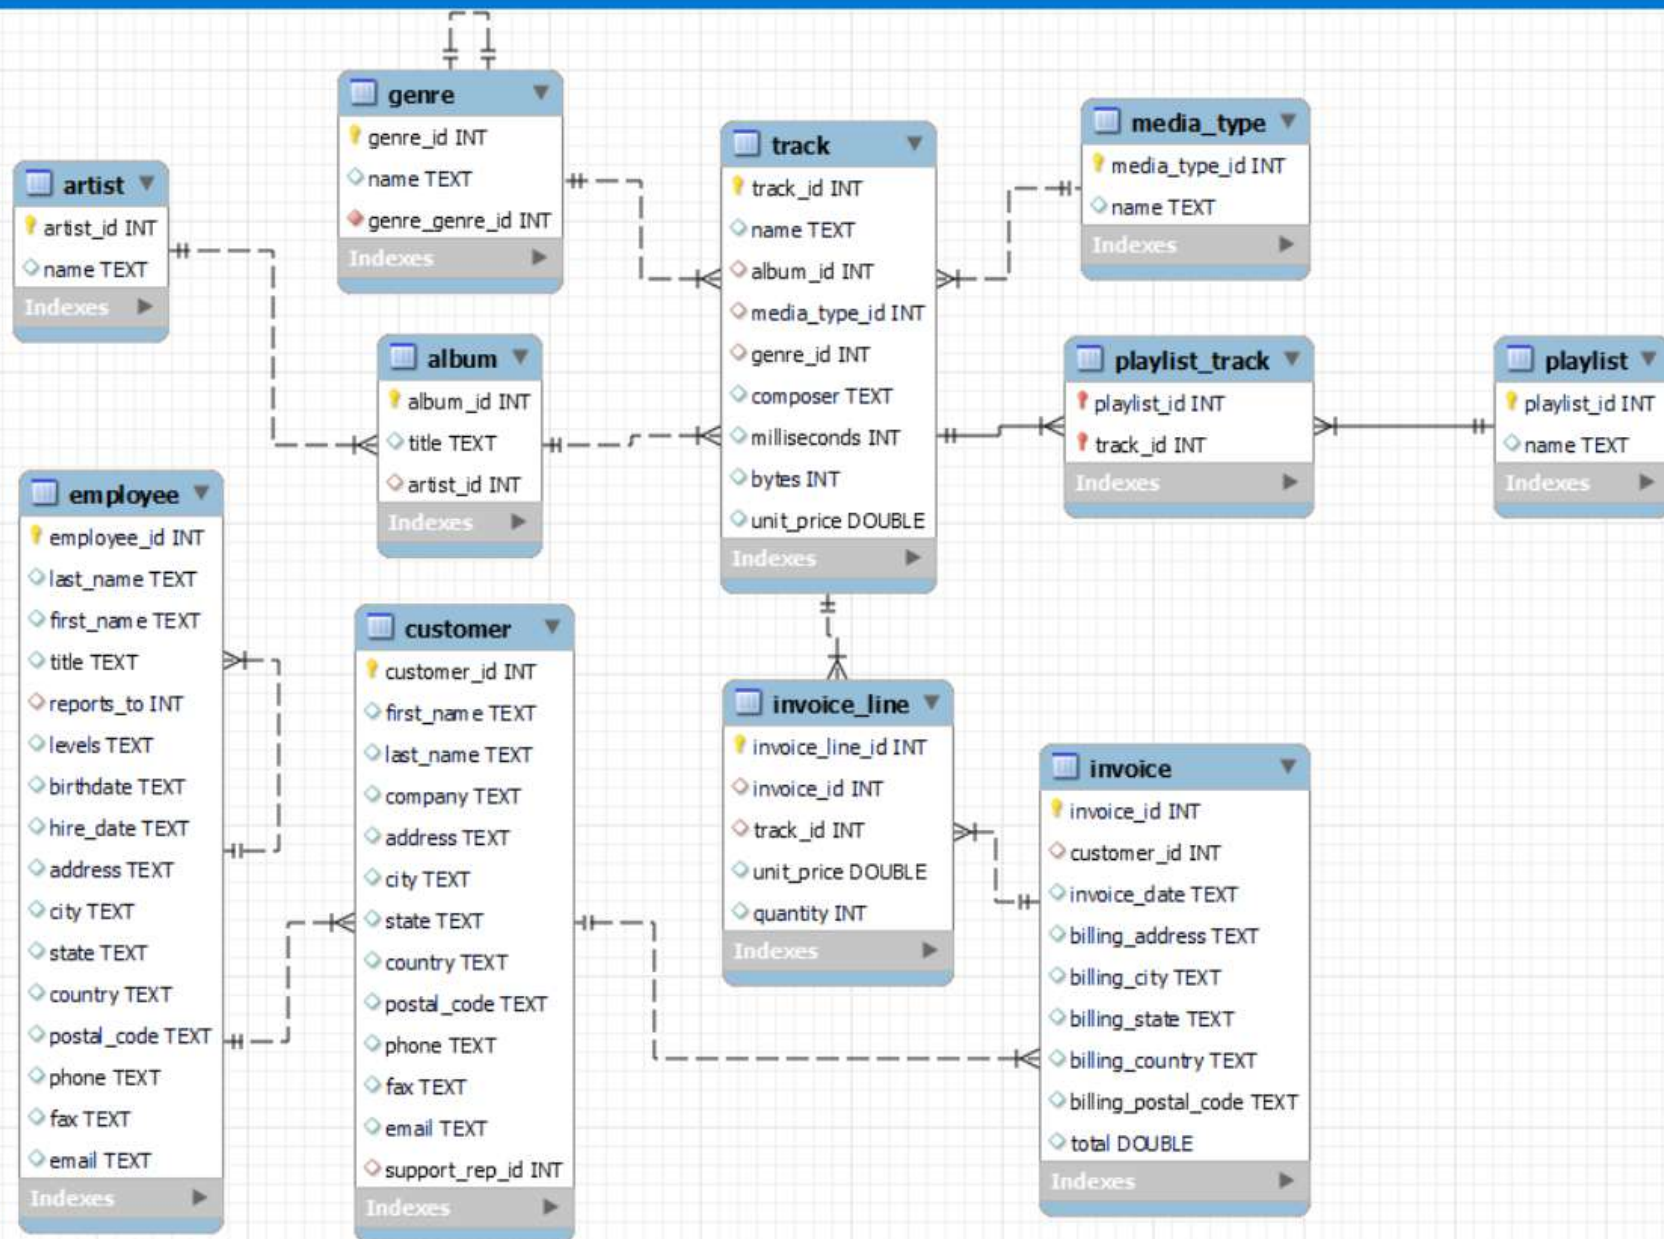 genre
genre_id INT
name TEXT
genre_genre_id INT
Indexes
track
track_id INT
name TEXT
album_id INT
media_type_id INT
genre_id INT
composer TEXT
milliseconds INT
bytes INT
unit_price DOUBLE
Indexes
media_type
media_type_id INT
name TEXT
Indexes
artist
artist_id INT
name TEXT
Indexes
album
album_id INT
title TEXT
artist_id INT
Indexes
playlist_track
playlist_id INT
track_id INT
Indexes
playlist
playlist_id INT
name TEXT
Indexes
employee
employee_id INT
last_name TEXT
first_name TEXT
title TEXT
reports_to INT
levels TEXT
birthdate TEXT
hire_date TEXT
address TEXT
city TEXT
state TEXT
country TEXT
postal_code TEXT
phone TEXT
fax TEXT
email TEXT
Indexes
customer
customer_id INT
first_name TEXT
last_name TEXT
company TEXT
address TEXT
city TEXT
state TEXT
country TEXT
postal_code TEXT
phone TEXT
fax TEXT
email TEXT
support_rep_id INT
Indexes
invoice_line
invoice_line_id INT
invoice_id INT
track_id INT
unit_price DOUBLE
quantity INT
Indexes
invoice
invoice_id INT
customer_id INT
invoice_date TEXT
billing_address TEXT
billing_city TEXT
billing_state TEXT
billing_country TEXT
billing_postal_code TEXT
total DOUBLE
Indexes